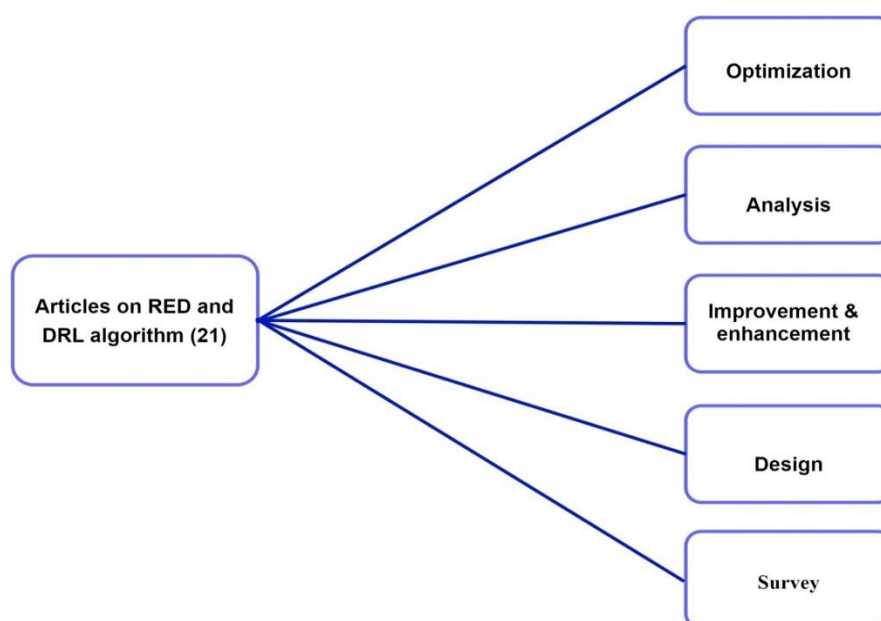 Optimization
Analysis
Articles on RED and
DRL algorithm (21)
Improvement &
enhancement
Design
Survey